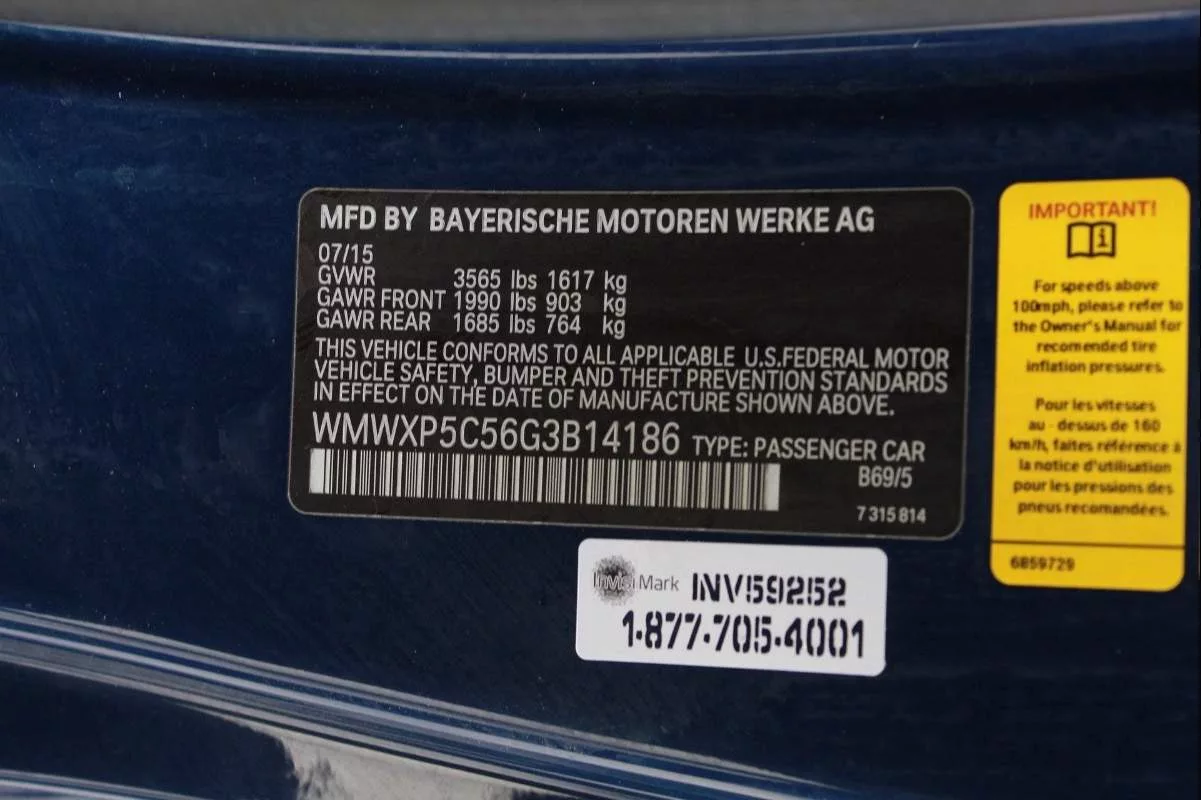 MFD BY BAYERISCHE MOTOREN WERKE AG
07/15
GVWR 3565 lbs 1617 kg
GAWR FRONT 1990 lbs 903 kg
GAWR REAR 1685 lbs 764 kg
THIS VEHICLE CONFORMS TO ALL APPLICABLE U.S.FEDERAL MOTOR
VEHICLE SAFETY, BUMPER AND THEFT PREVENTION STANDARDS
IN EFFECT ON THE DATE OF MANUFACTURE SHOWN ABOVE.
WMWXP5C56G3B14186 TYPE: PASSENGER CAR
B69/5
7 315 814
InvisiMark INV59252
1-877-705-4001
IMPORTANT!
i
For speeds above
100mph, please refer to
the Owner's Manual for
recomended tire
inflation pressures.
Pour les vitesses
au - dessus de 160
km/h, faites référence à
la notice d'utilisation
pour les pressions des
pneus recomandées.
6859729